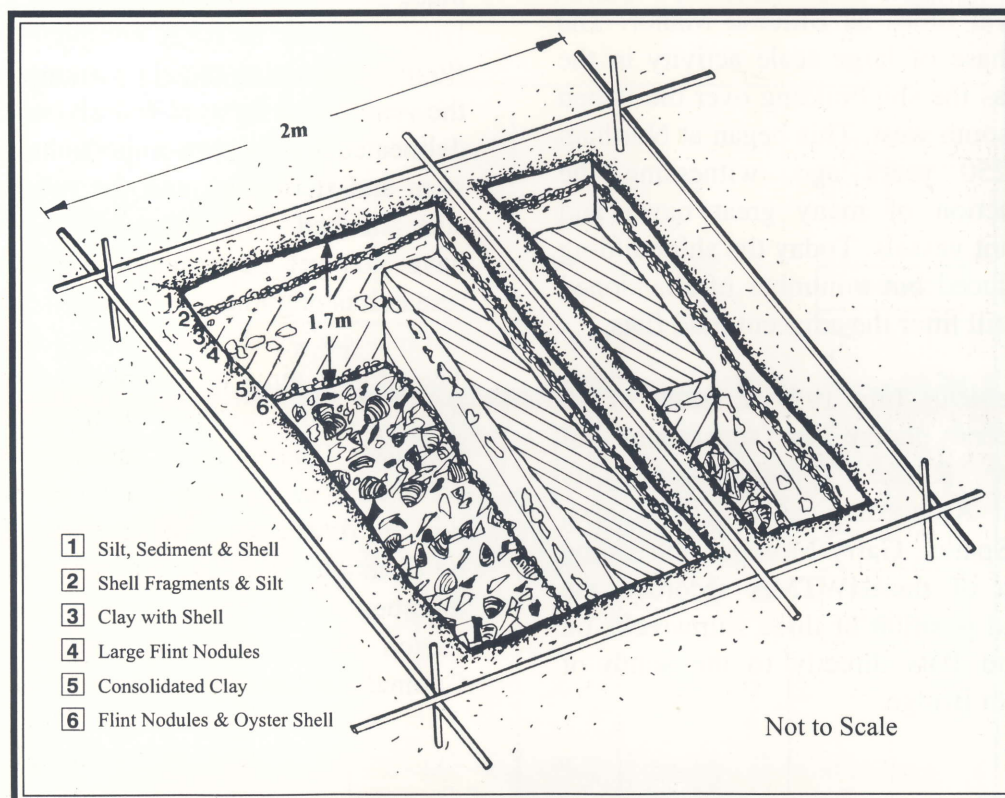 2m
1.7m
1
2
3
4
5
6
1 Silt, Sediment & Shell
2 Shell Fragments & Silt
3 Clay with Shell
4 Large Flint Nodules
5 Consolidated Clay
6 Flint Nodules & Oyster Shell
Not to Scale